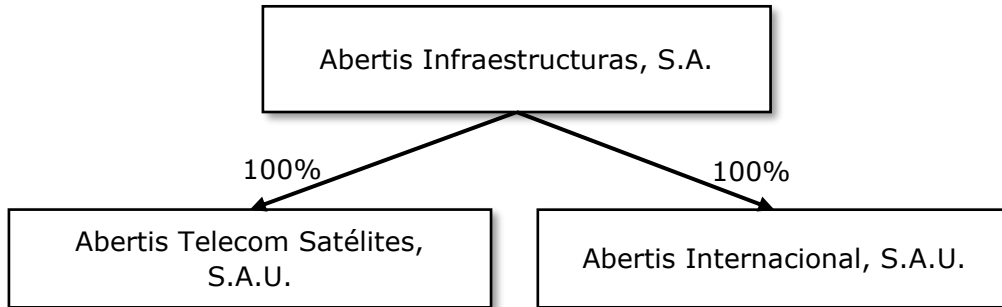 Abertis Infraestructuras, S.A.
100%
100%
Abertis Telecom Satélites,
S.A.U.
Abertis Internacional, S.A.U.